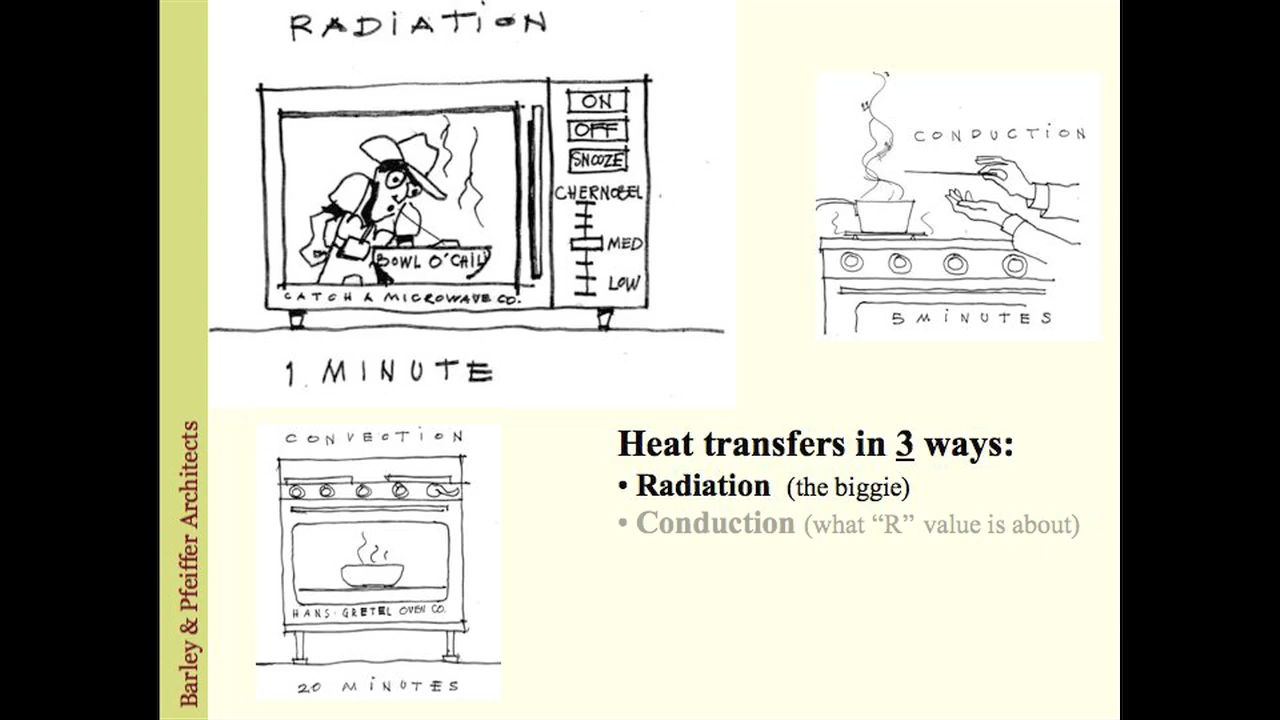 RADIATION
ON
OFF
SNOOZE
CHERNOBEL
MED
LOW
BOWL O'CHILI
CATCH A MICROWAVE CO.
1 MINUTE
CONDUCTION
5 MINUTES
CONVECTION
HANS·GRETEL OVEN CO.
20 MINUTES
Heat transfers in 3 ways:
• Radiation (the biggie)
• Conduction (what “R” value is about)
Barley & Pfeiffer Architects